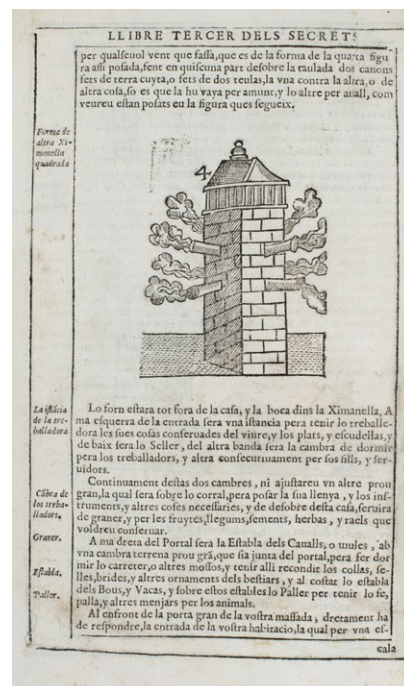 LLIBRE TERCER DELS SECRETS
per qualseuol vent que fassa,que es de la forma de la quarta figu
ra assi posada,fent en quiscuna part desobre la taulada dos canons
fets de terra cuyta,o fets de dos teulas,la vna contra la altra,o de
altra cosa,so es que la hu vaya per amunt,y lo altre per auall, com
veureu estan posats eu la figura ques segueix.
Forma de
altra Xi-
manella
quadrada
4.
La istácia
de la tre-
balladora
Lo forn estara tot fora de la casa, y la boca dins la Ximanella, A
ma esquerra de la entrada sera vna istancia pera tenir lo treballe-
dora les sues cosas conseruades del viure,y los plats, y escudellas,y
de baix sera lo Seller, del altra banda sera la cambra de dormir
pera los treballadors, y altra consecutiuament per sos fills, y ser-
uidors.
Cãbra de
los treba-
lladors.
Continuament destas dos cambres, ni ajustareu vn altre prou
gran,la qual sera sobre lo corral,pera posar la sua llenya , y los ins-
truments,y altres coses necessaries, y de desobre desta casa,seruira
de graner,y per les fruytes,llegums,sements, herbas, y raels que
voldreu conseruar.
Graner.
A ma dreta del Portal sera la Establa dels Caualls, o mules , ab
vna cambra terrena prou grã,que sia junta del portal,pera fer dor
mir lo carreter,o altres mossos,y tenir alli recondit los collas, se-
lles,brides,y altres ornaments dels bestiars , y al costat lo establa
dels Bous,y Vacas, y sobre estos estables lo Paller per tenir lo fe,
palla,y altres menjars per los animals.
Establa.
Paller.
Al enfront de la porta gran de la vostra massada ; dretament ha
de respondre,la entrada de la vostra habitacio,la qual per vna es-
cala